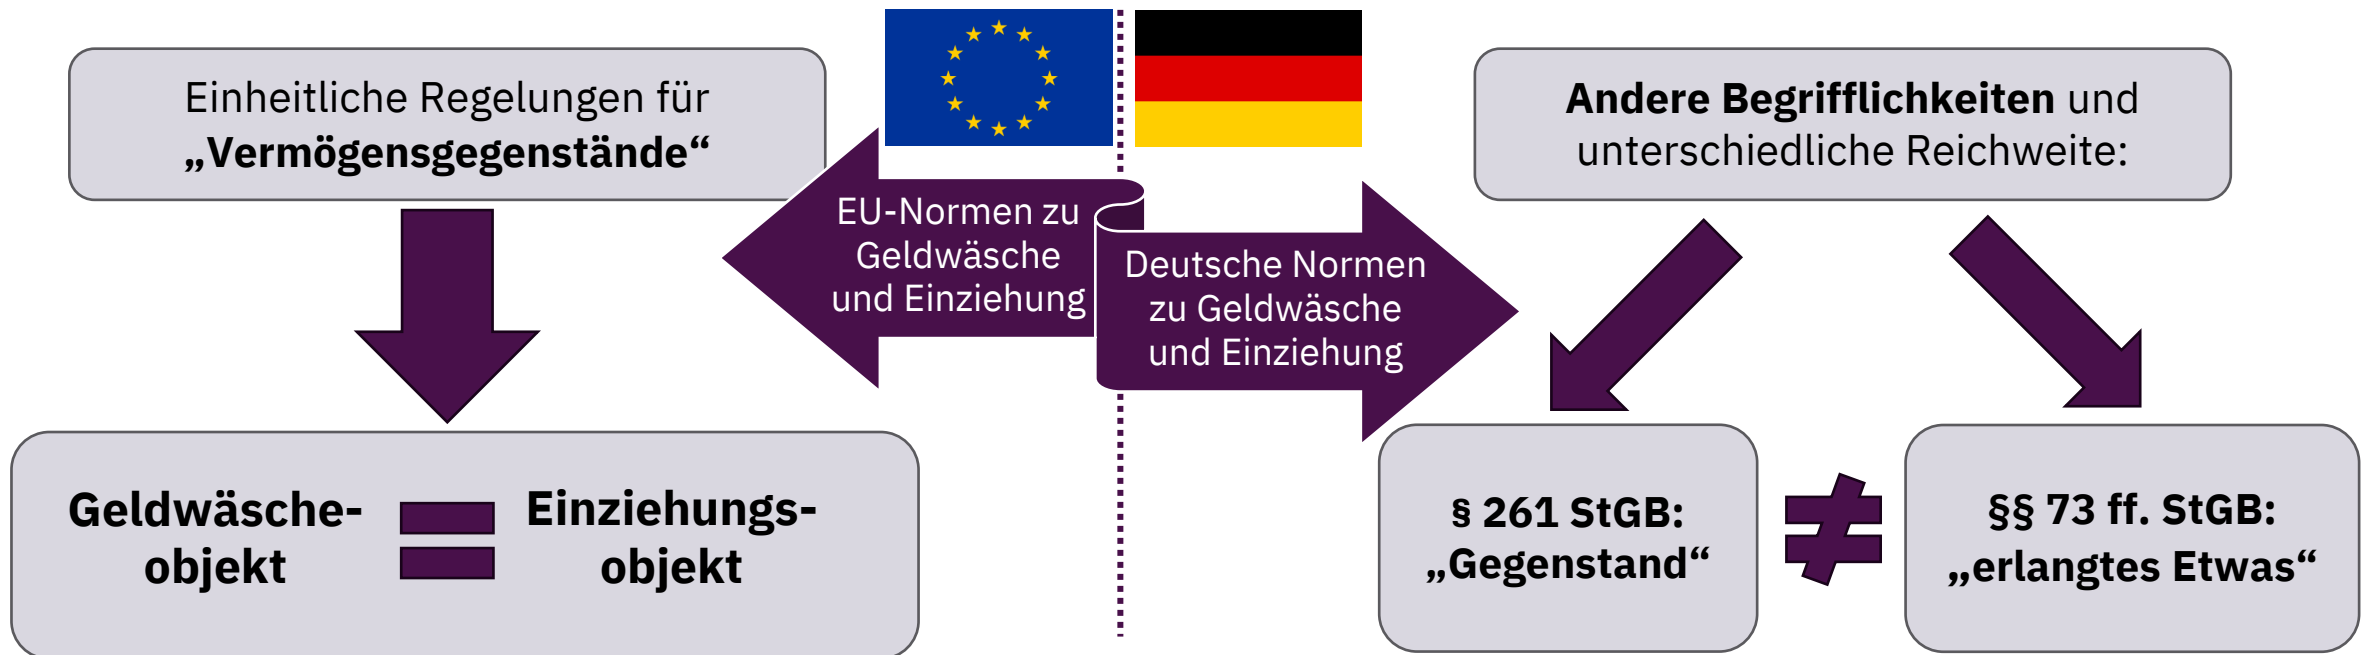 Einheitliche Regelungen für
„Vermögensgegenstände“
Geldwäsche-
objekt
Einziehungs-
objekt
EU-Normen zu
Geldwäsche
und Einziehung
Deutsche Normen
zu Geldwäsche
und Einziehung
Andere Begrifflichkeiten und
unterschiedliche Reichweite:
§ 261 StGB:
„Gegenstand“
§§ 73 ff. StGB:
„erlangtes Etwas“